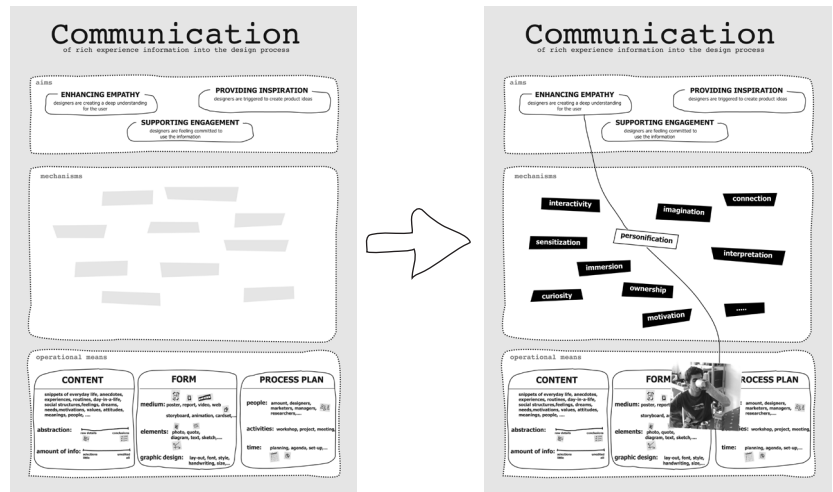 Communication
of rich experience information into the design process
aims
ENHANCING EMPATHY
designers are creating a deep understanding
for the user
PROVIDING INSPIRATION
designers are triggered to create product ideas
SUPPORTING ENGAGEMENT
designers are feeling committed to
use the information
mechanisms
operational means
CONTENT
snippets of everyday life, anecdotes,
experiences, routines, day-in-a-life,
social structures,feelings, dreams,
needs,motivations, values, attitudes,
meanings, people, ...
abstraction:
amount of info:
FORM
medium: poster, report, video, web
storyboard, animation, cardset,...
elements: photo, quote,
diagram, text, sketch,...
graphic design: lay-out, font, style,
handwriting, size,...
PROCESS PLAN
people: amount, designers,
marketers, managers,
researchers,....
activities: workshop, project, meeting,
time: planning, agenda, set-up,...
Communication
of rich experience information into the design process
aims
ENHANCING EMPATHY
designers are creating a deep understanding
for the user
PROVIDING INSPIRATION
designers are triggered to create product ideas
SUPPORTING ENGAGEMENT
designers are feeling committed to
use the information
mechanisms
connection
interactivity
imagination
personification
sensitization
interpretation
immersion
ownership
curiosity
.....
motivation
operational means
CONTENT
snippets of everyday life, anecdotes,
experiences, routines, day-in-a-life,
social structures,feelings, dreams,
needs,motivations, values, attitudes,
meanings, people, ...
abstraction:
amount of info:
FORM
medium: poster, repor
storyboard, a
elements: photo, quote,
diagram, text, sketch,...
graphic design: lay-out, font, style,
handwriting, size,...
ROCESS PLAN
amount, designers,
marketers, managers,
researchers,....
es: workshop, project, meeting,
time: planning, agenda, set-up,...